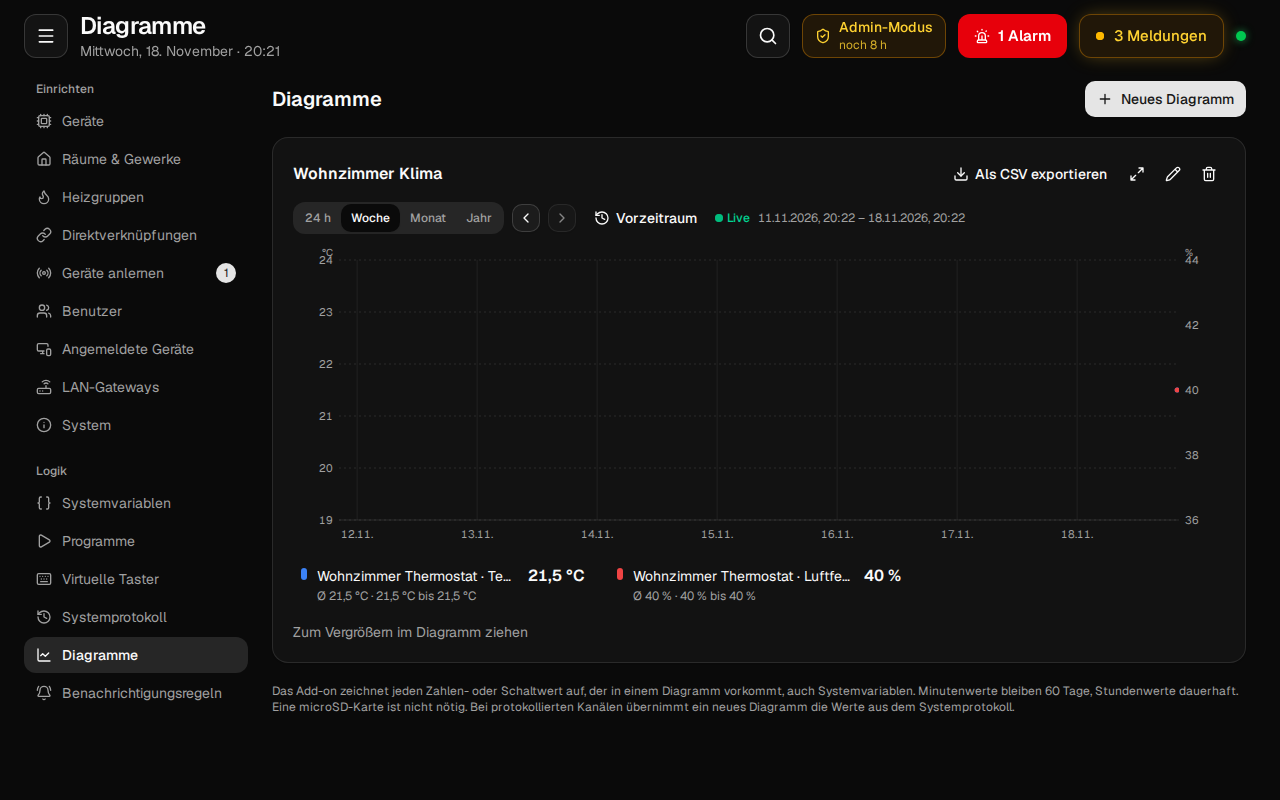 Diagramme
Mittwoch, 18. November · 20:21
Admin-Modus
noch 8 h
1 Alarm
3 Meldungen
Einrichten
Geräte
Räume & Gewerke
Heizgruppen
Direktverknüpfungen
Geräte anlernen
1
Benutzer
Angemeldete Geräte
LAN-Gateways
System
Logik
Systemvariablen
Programme
Virtuelle Taster
Systemprotokoll
Diagramme
Benachrichtigungsregeln
Diagramme
Neues Diagramm
Wohnzimmer Klima
Als CSV exportieren
24 h
Woche
Monat
Jahr
Vorzeitraum
Live
11.11.2026, 20:22 – 18.11.2026, 20:22
°C
24
23
22
21
20
19
%
44
42
40
38
36
12.11.
13.11.
14.11.
15.11.
16.11.
17.11.
18.11.
Wohnzimmer Thermostat · Te…
21,5 °C
Ø 21,5 °C · 21,5 °C bis 21,5 °C
Wohnzimmer Thermostat · Luftfe…
40 %
Ø 40 % · 40 % bis 40 %
Zum Vergrößern im Diagramm ziehen
Das Add-on zeichnet jeden Zahlen- oder Schaltwert auf, der in einem Diagramm vorkommt, auch Systemvariablen. Minutenwerte bleiben 60 Tage, Stundenwerte dauerhaft.
Eine microSD-Karte ist nicht nötig. Bei protokollierten Kanälen übernimmt ein neues Diagramm die Werte aus dem Systemprotokoll.